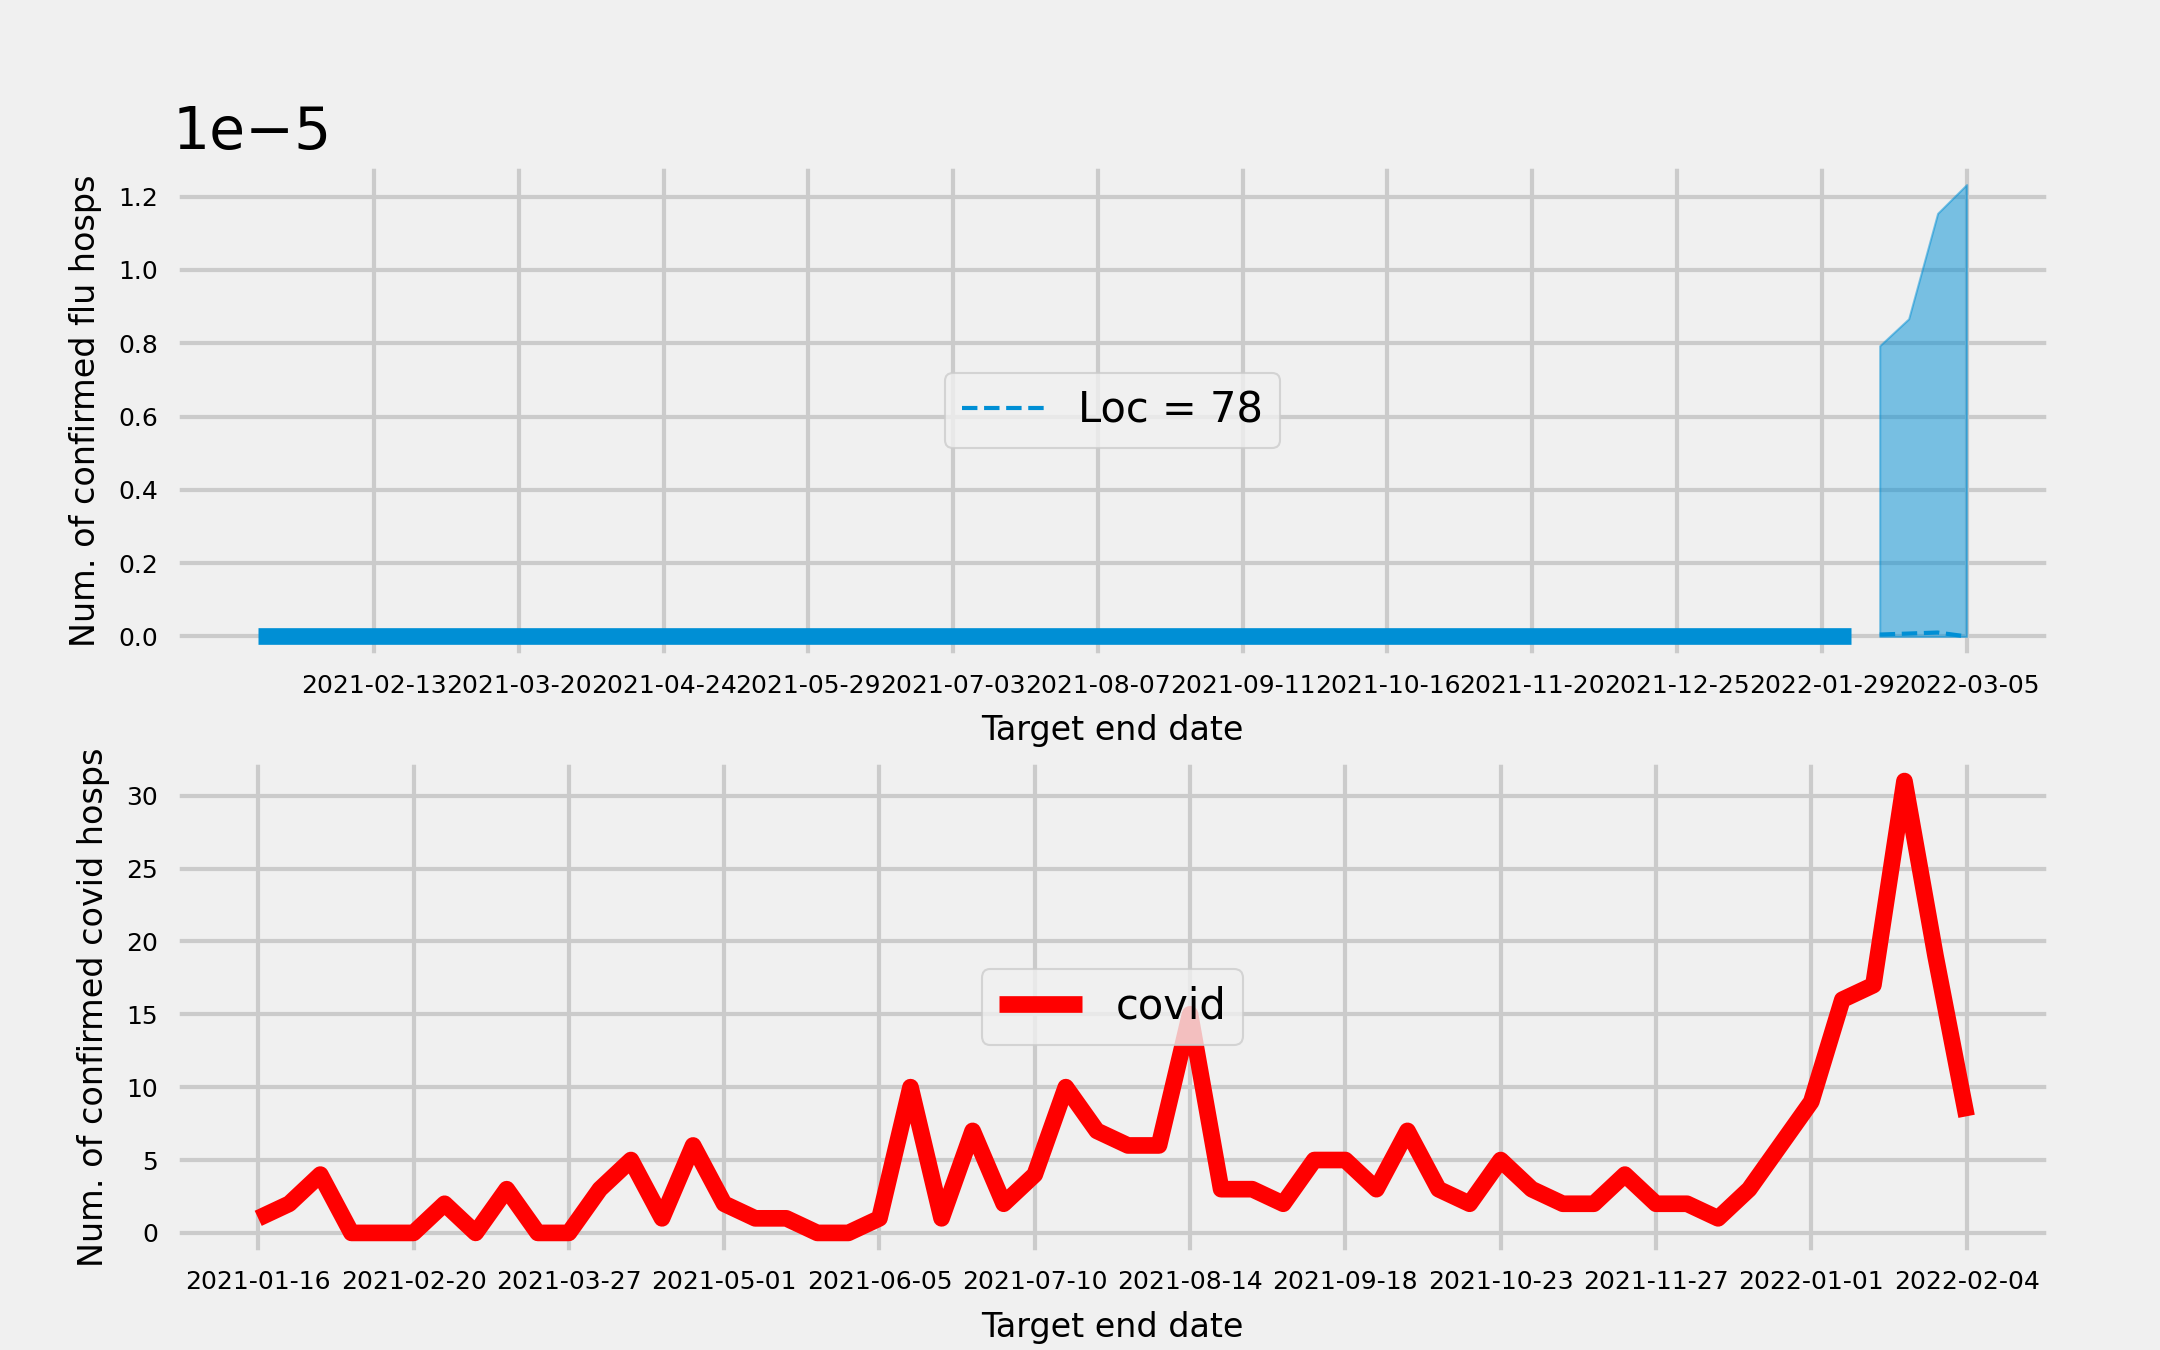 1e−5
Num. of confirmed flu hosps
1.2
1.0
0.8
0.6
0.4
0.2
0.0
Loc = 78
2021-02-13 2021-03-20 2021-04-24 2021-05-29 2021-07-03 2021-08-07 2021-09-11 2021-10-16 2021-11-20 2021-12-25 2022-01-29 2022-03-05
Target end date
Num. of confirmed covid hosps
30
25
20
15
10
5
0
covid
2021-01-16 2021-02-20 2021-03-27 2021-05-01 2021-06-05 2021-07-10 2021-08-14 2021-09-18 2021-10-23 2021-11-27 2022-01-01 2022-02-04
Target end date